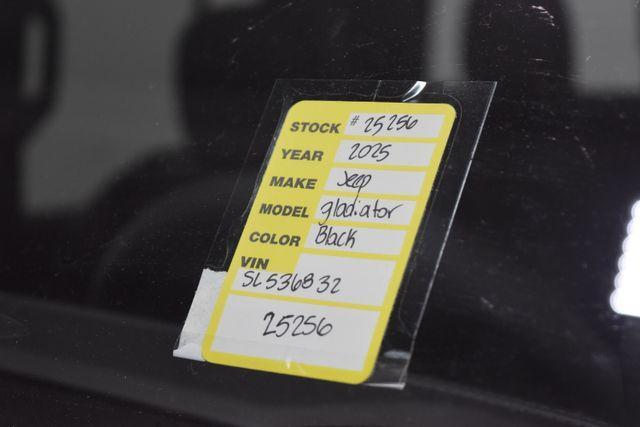 STOCK # 25256
YEAR 2025
MAKE Jeep
MODEL gladiator
COLOR Black
VIN
SL536832
25256